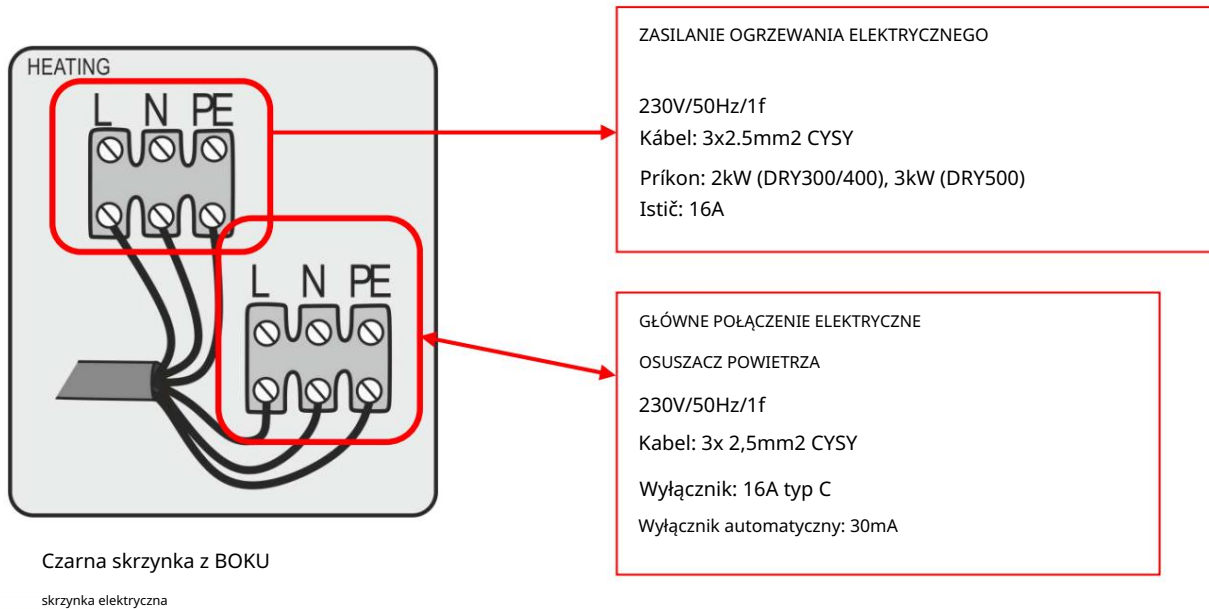 HEATING
L N PE
L N PE
ZASILANIE OGRZEWANIA ELEKTRYCZNEGO
230V/50Hz/1f
Kábel: 3x2.5mm2 CYSY
Príkon: 2kW (DRY300/400), 3kW (DRY500)
Istič: 16A
GŁÓWNE POŁĄCZENIE ELEKTRYCZNE
OSUSZACZ POWIETRZA
230V/50Hz/1f
Kabel: 3x 2,5mm2 CYSY
Wyłącznik: 16A typ C
Wyłącznik automatyczny: 30mA
Czarna skrzynka z BOKU
skrzynka elektryczna